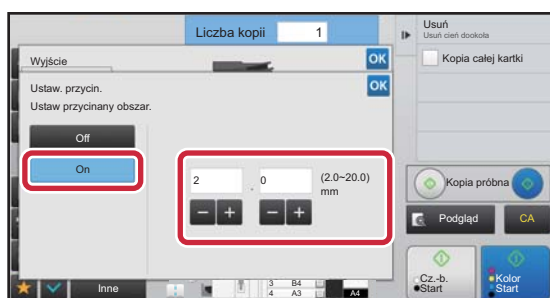 Liczba kopii 1
Usuń
Usuń cień dookoła
Kopia całej kartki
Wyjście
OK
Ustaw. przycin.
OK
Ustaw przycinany obszar.
Off
On
2 . 0 (2.0~20.0)
mm
Kopia próbna
Podgląd
CA
Inne
3 B4
4 A3
A4
Cz.-b.
Start
Kolor
Start